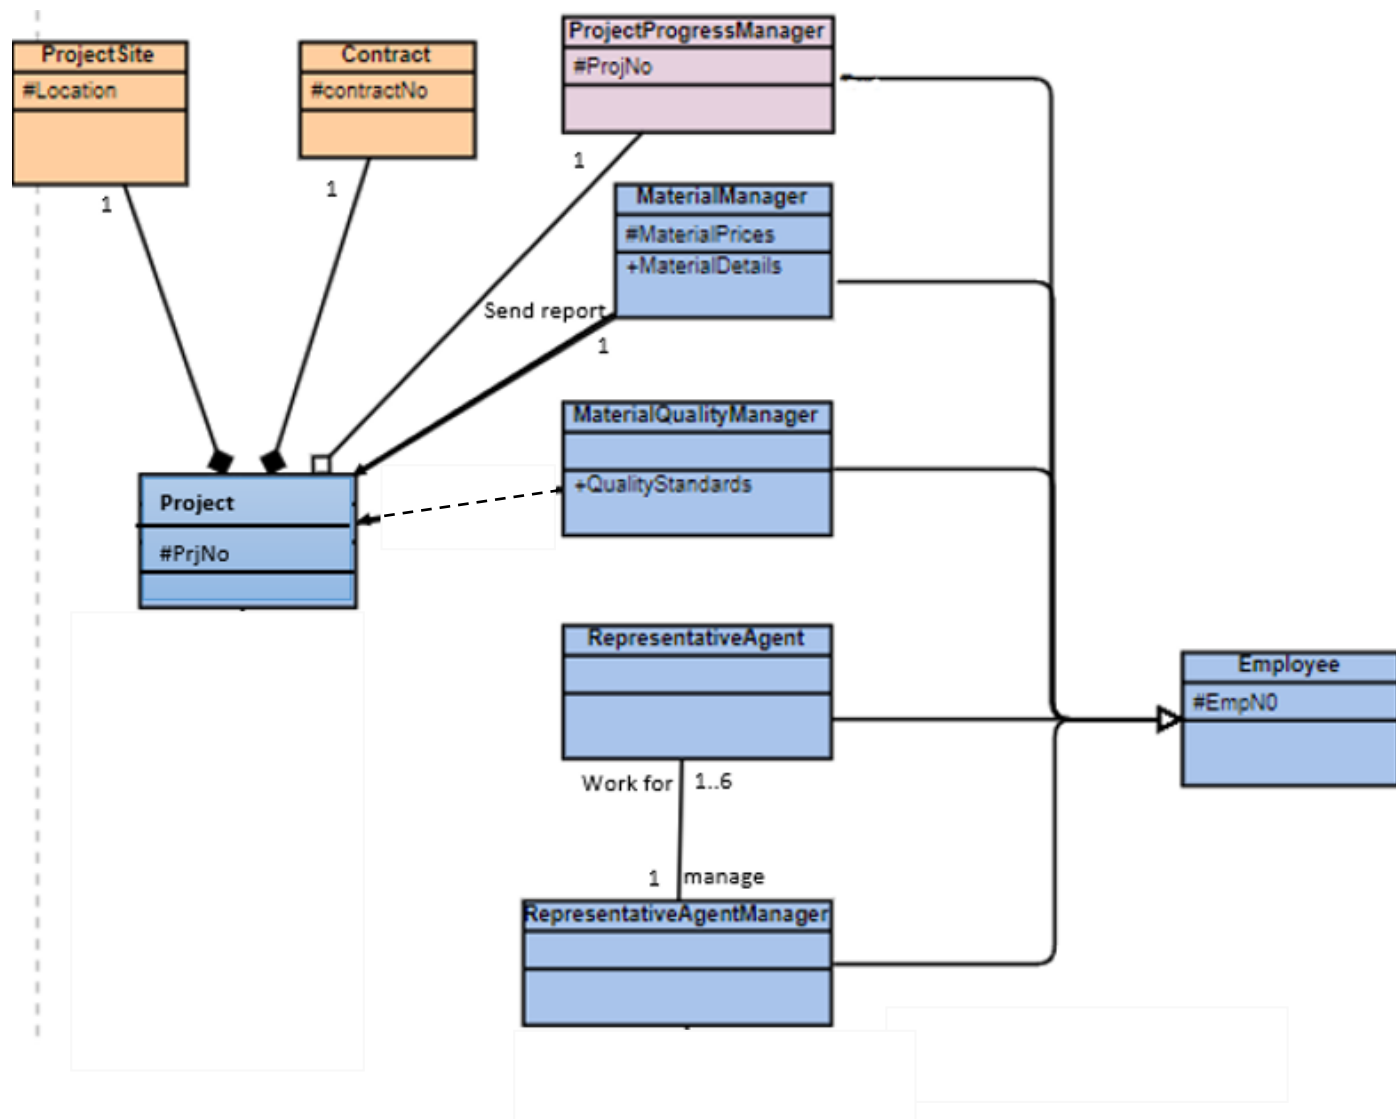 ProjectSite
#Location
1
Contract
#contractNo
1
ProjectProgressManager
#ProjNo
1
MaterialManager
#MaterialPrices
+MaterialDetails
Send report
1
MaterialQualityManager
+QualityStandards
Project
#PrjNo
RepresentativeAgent
Work for
1..6
1
manage
RepresentativeAgentManager
Employee
#EmpN0